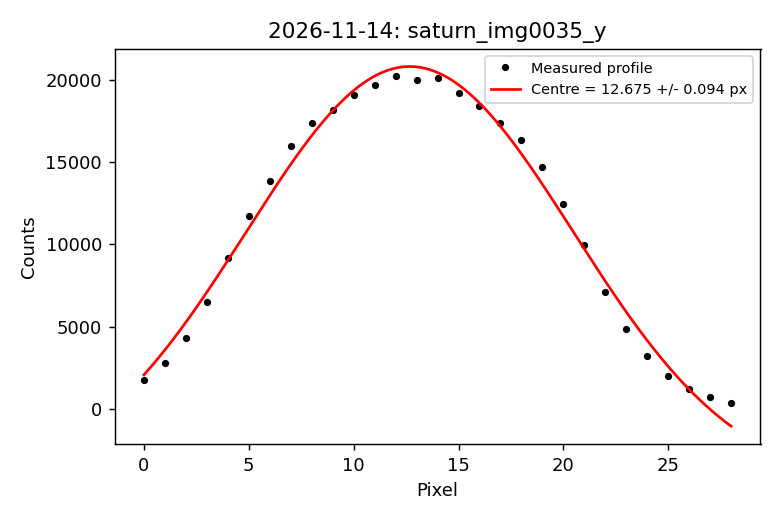 2026-11-14: saturn_img0035_y
Measured profile
Centre = 12.675 +/- 0.094 px
20000
15000
10000
5000
0
Counts
0 5 10 15 20 25
Pixel